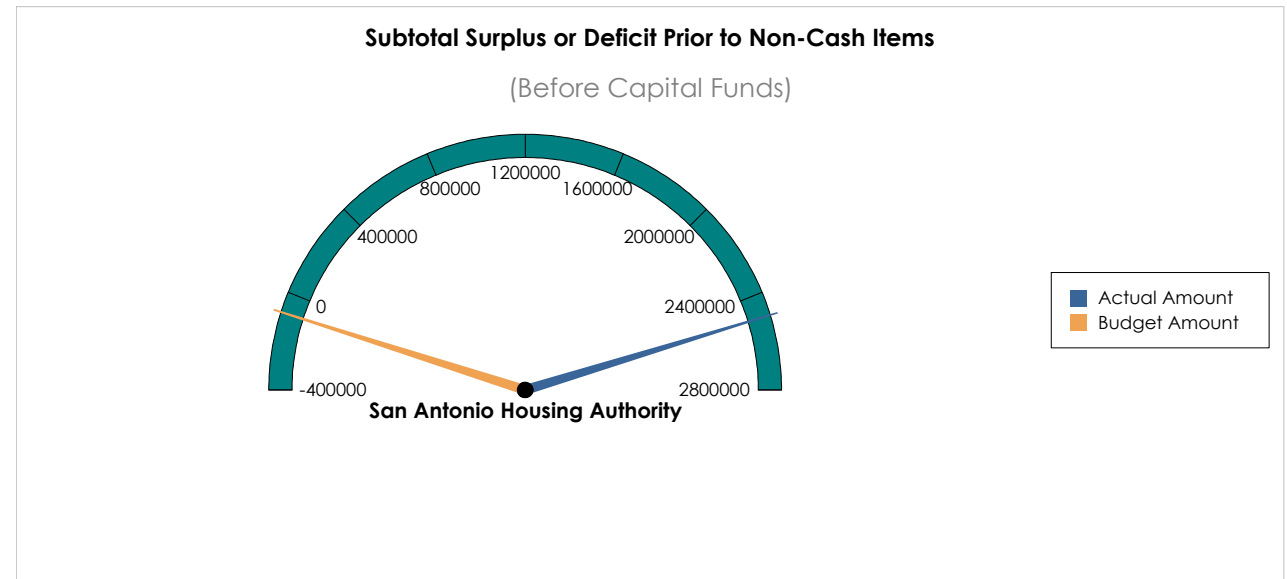 Subtotal Surplus or Deficit Prior to Non-Cash Items
(Before Capital Funds)
1200000
800000
1600000
400000
2000000
0
2400000
-400000
2800000
San Antonio Housing Authority
Actual Amount
Budget Amount